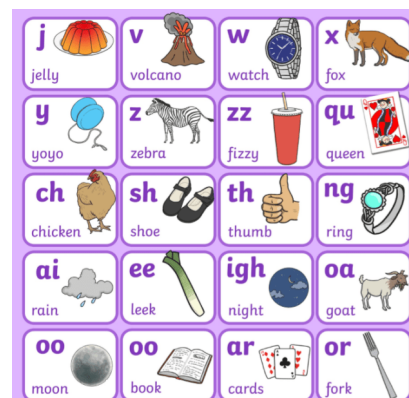 j
jelly
v
volcano
w
watch
x
fox
y
yoyo
z
zebra
zz
fizzy
qu
queen
ch
chicken
sh
shoe
th
thumb
ng
ring
ai
rain
ee
leek
igh
night
oa
goat
oo
moon
oo
book
ar
cards
or
fork